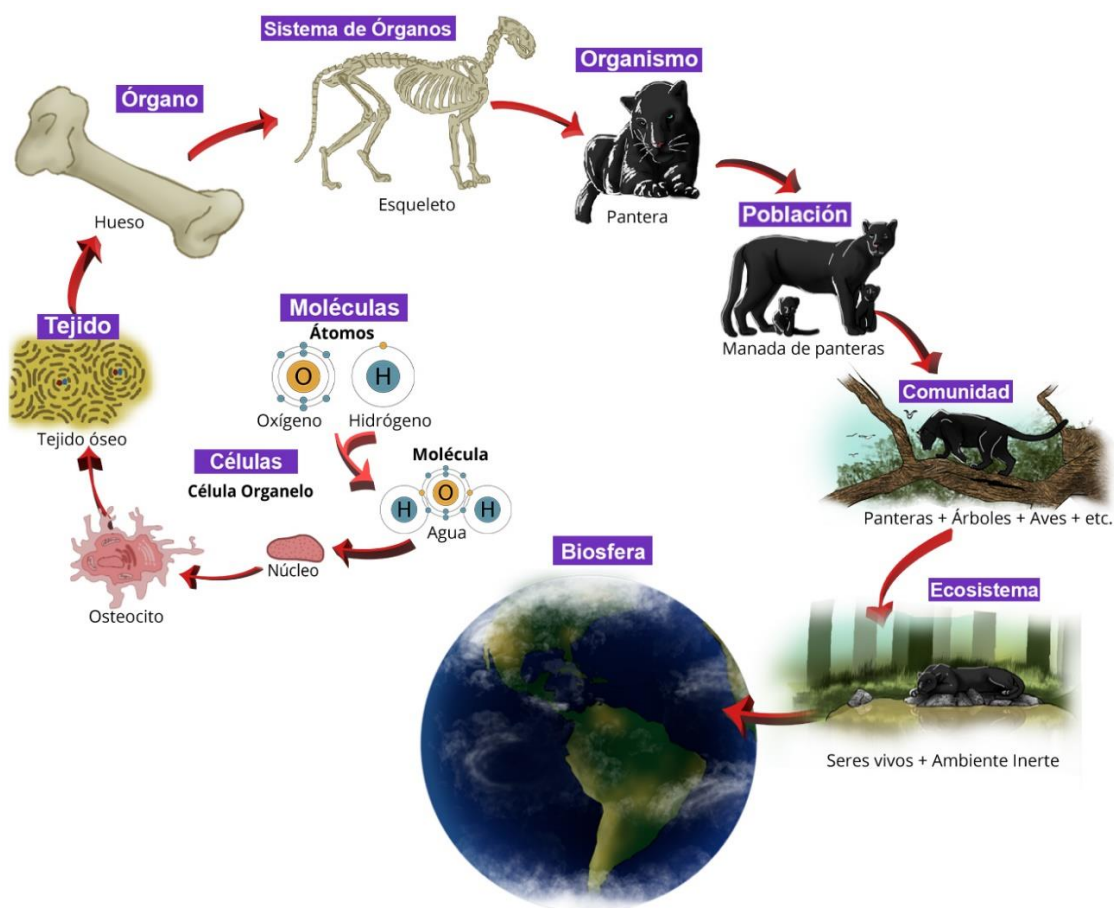 Moléculas
Átomos
O
H
Oxígeno
Hidrógeno
Molécula
H
O
H
Agua
Células
Célula Organelo
Núcleo
Osteocito
Tejido
Tejido óseo
Órgano
Hueso
Sistema de Órganos
Esqueleto
Organismo
Pantera
Población
Manada de panteras
Comunidad
Panteras + Árboles + Aves + etc.
Ecosistema
Seres vivos + Ambiente Inerte
Biosfera